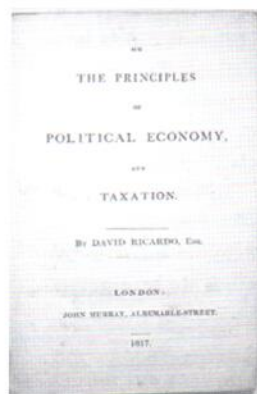 ON
THE PRINCIPLES
OF
POLITICAL ECONOMY,
AND
TAXATION.
By DAVID RICARDO, Esq.
LONDON:
JOHN MURRAY, ALBEMARLE-STREET.
1817.